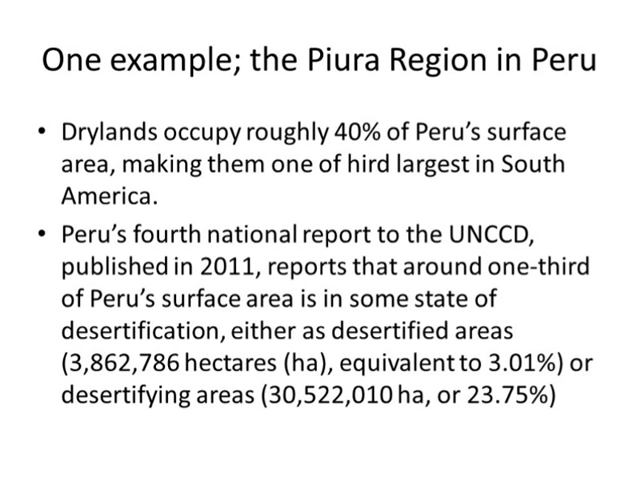 One example; the Piura Region in Peru
• Drylands occupy roughly 40% of Peru's surface
area, making them one of hird largest in South
America.
• Peru's fourth national report to the UNCCD,
published in 2011, reports that around one-third
of Peru's surface area is in some state of
desertification, either as desertified areas
(3,862,786 hectares (ha), equivalent to 3.01%) or
desertifying areas (30,522,010 ha, or 23.75%)